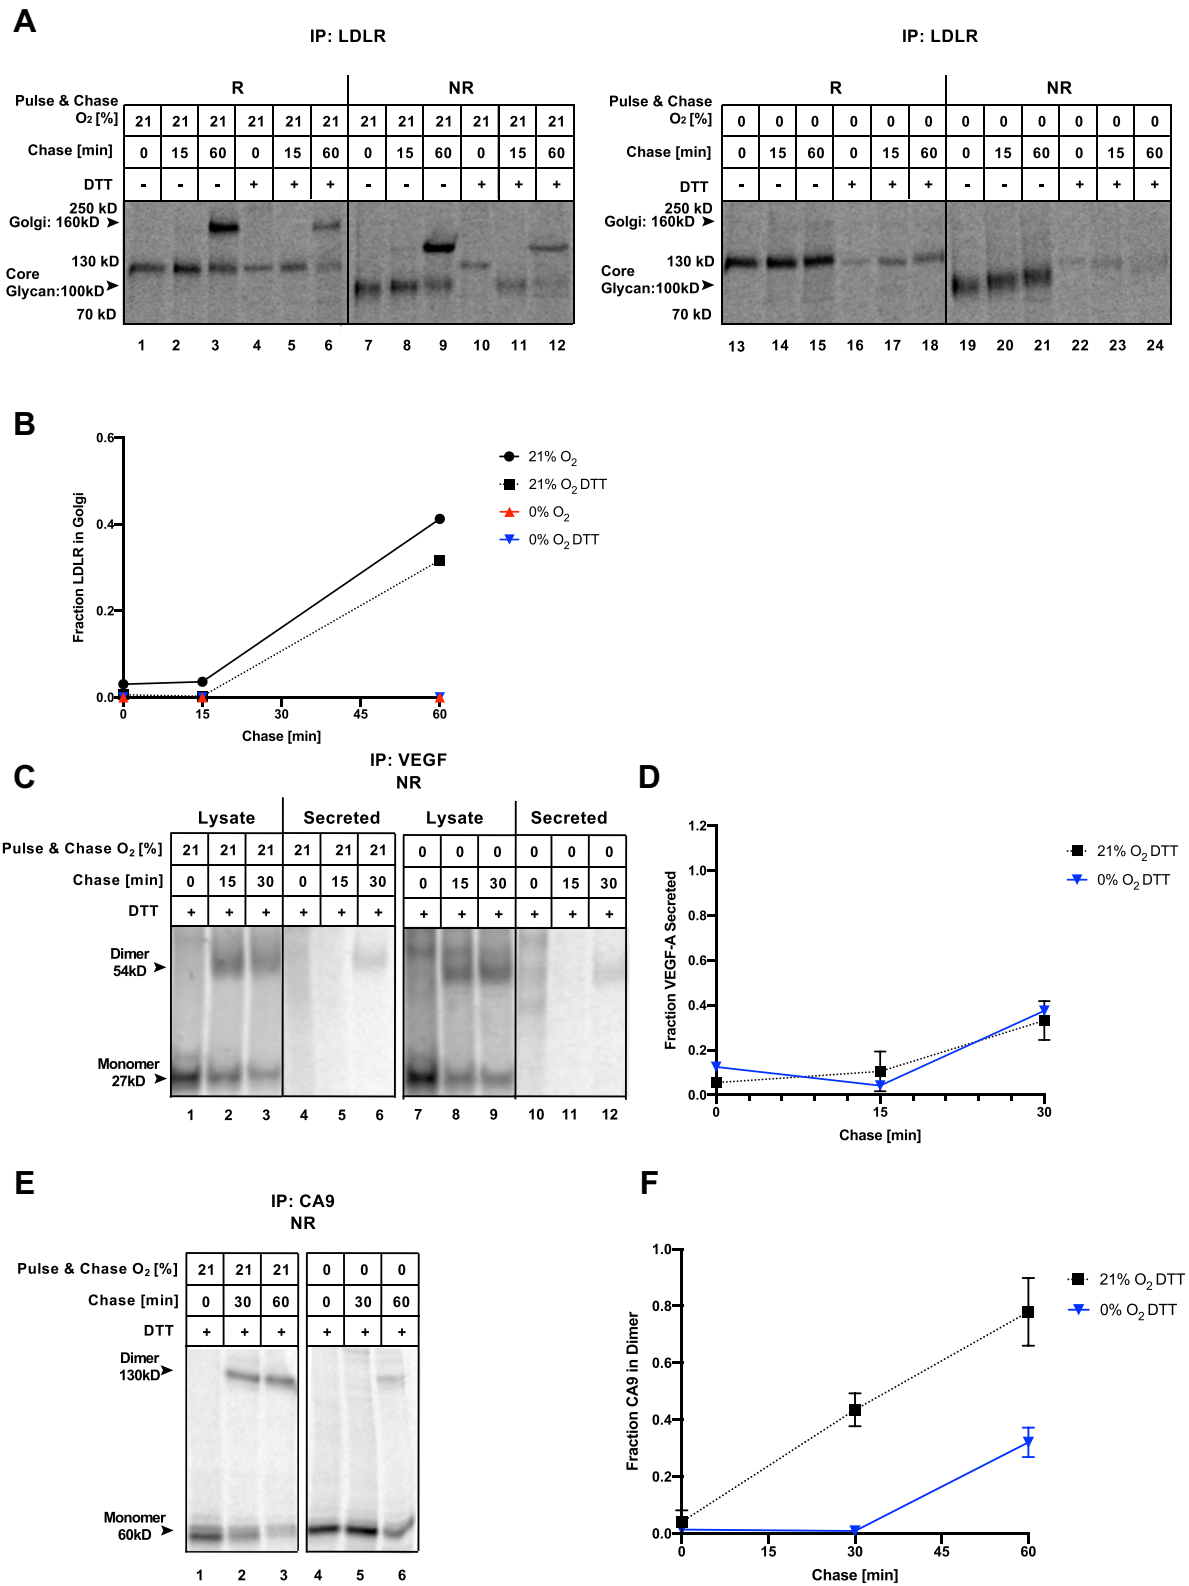 A
IP: LDLR
IP: LDLR
R NR
Pulse & Chase
O2 [%] 21 21 21 21 21 21 21 21 21 21 21 21
Chase [min] 0 15 60 0 15 60 0 15 60 0 15 60
DTT - - - + + + - - - + + +
250 kD
Golgi: 160kD
130 kD
Core
Glycan:100kD
70 kD
1 2 3 4 5 6 7 8 9 10 11 12
R NR
Pulse & Chase
O2 [%] 0 0 0 0 0 0 0 0 0 0 0 0
Chase [min] 0 15 60 0 15 60 0 15 60 0 15 60
DTT - - - + + + - - - + + +
250 kD
Golgi: 160kD
130 kD
Core
Glycan:100kD
70 kD
13 14 15 16 17 18 19 20 21 22 23 24
B
Fraction LDLR in Golgi
0.6
0.4
0.2
0.0
0 15 30 45 60
Chase [min]
21% O2
21% O2 DTT
0% O2
0% O2 DTT
C
IP: VEGF
NR
Lysate Secreted Lysate Secreted
Pulse & Chase O2 [%] 21 21 21 21 21 21 0 0 0 0 0 0
Chase [min] 0 15 30 0 15 30 0 15 30 0 15 30
DTT + + + + + + + + + + + +
Dimer
54kD
Monomer
27kD
1 2 3 4 5 6 7 8 9 10 11 12
D
Fraction VEGF-A Secreted
1.2
1.0
0.8
0.6
0.4
0.2
0.0
0 15 30
Chase [min]
21% O2 DTT
0% O2 DTT
E
IP: CA9
NR
Pulse & Chase O2 [%] 21 21 21 0 0 0
Chase [min] 0 30 60 0 30 60
DTT + + + + + +
Dimer
130kD
Monomer
60kD
1 2 3 4 5 6
F
Fraction CA9 in Dimer
1.0
0.8
0.6
0.4
0.2
0.0
0 15 30 45 60
Chase [min]
21% O2 DTT
0% O2 DTT